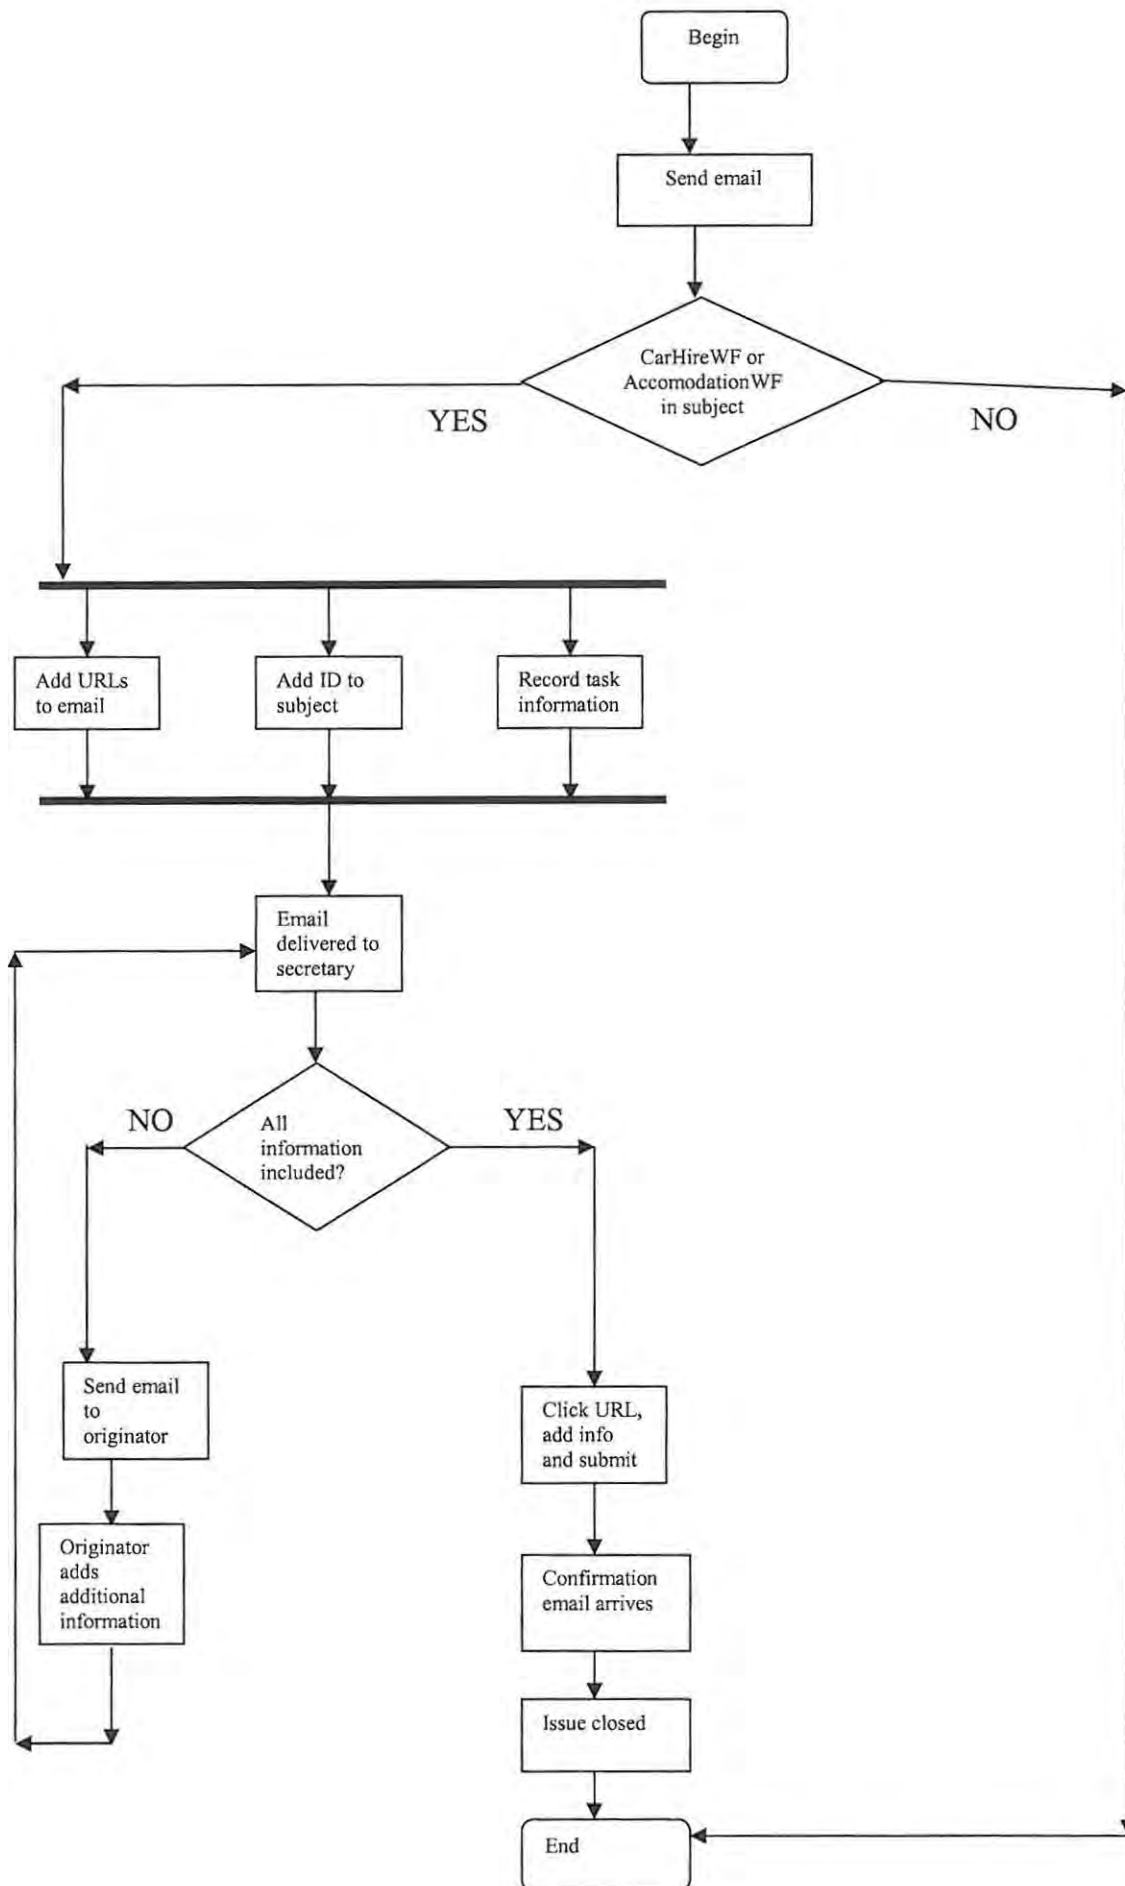 Begin
Send email
CarHireWF or
AccomodationWF
in subject
YES
NO
Add URLs
to email
Add ID to
subject
Record task
information
Email
delivered to
secretary
NO
YES
All
information
included?
Send email
to
originator
Click URL,
add info
and submit
Originator
adds
additional
information
Confirmation
email arrives
Issue closed
End